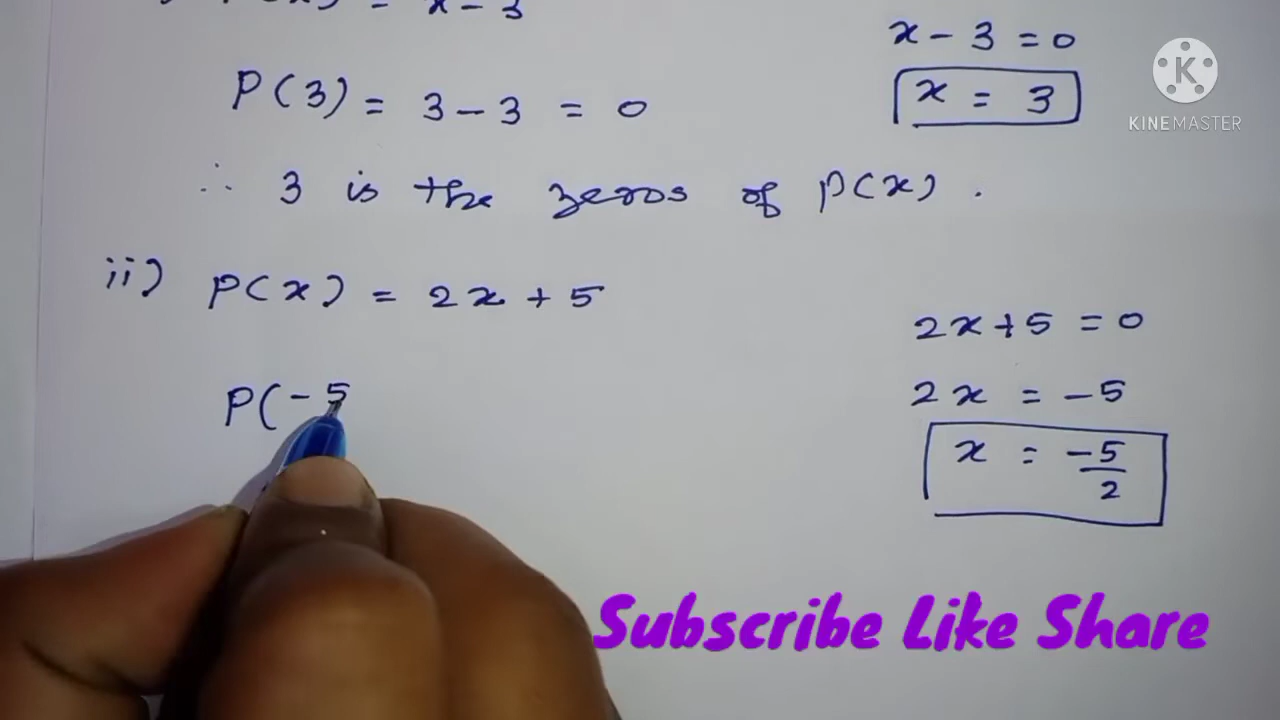 P(x) = x - 3
P(3) = 3 - 3 = 0
∴ 3 is the zeros of P(x).
ii) P(x) = 2x + 5
P(-5
x - 3 = 0
x = 3
2x + 5 = 0
2x = -5
x = -5/2
K
KINEMASTER
Subscribe Like Share